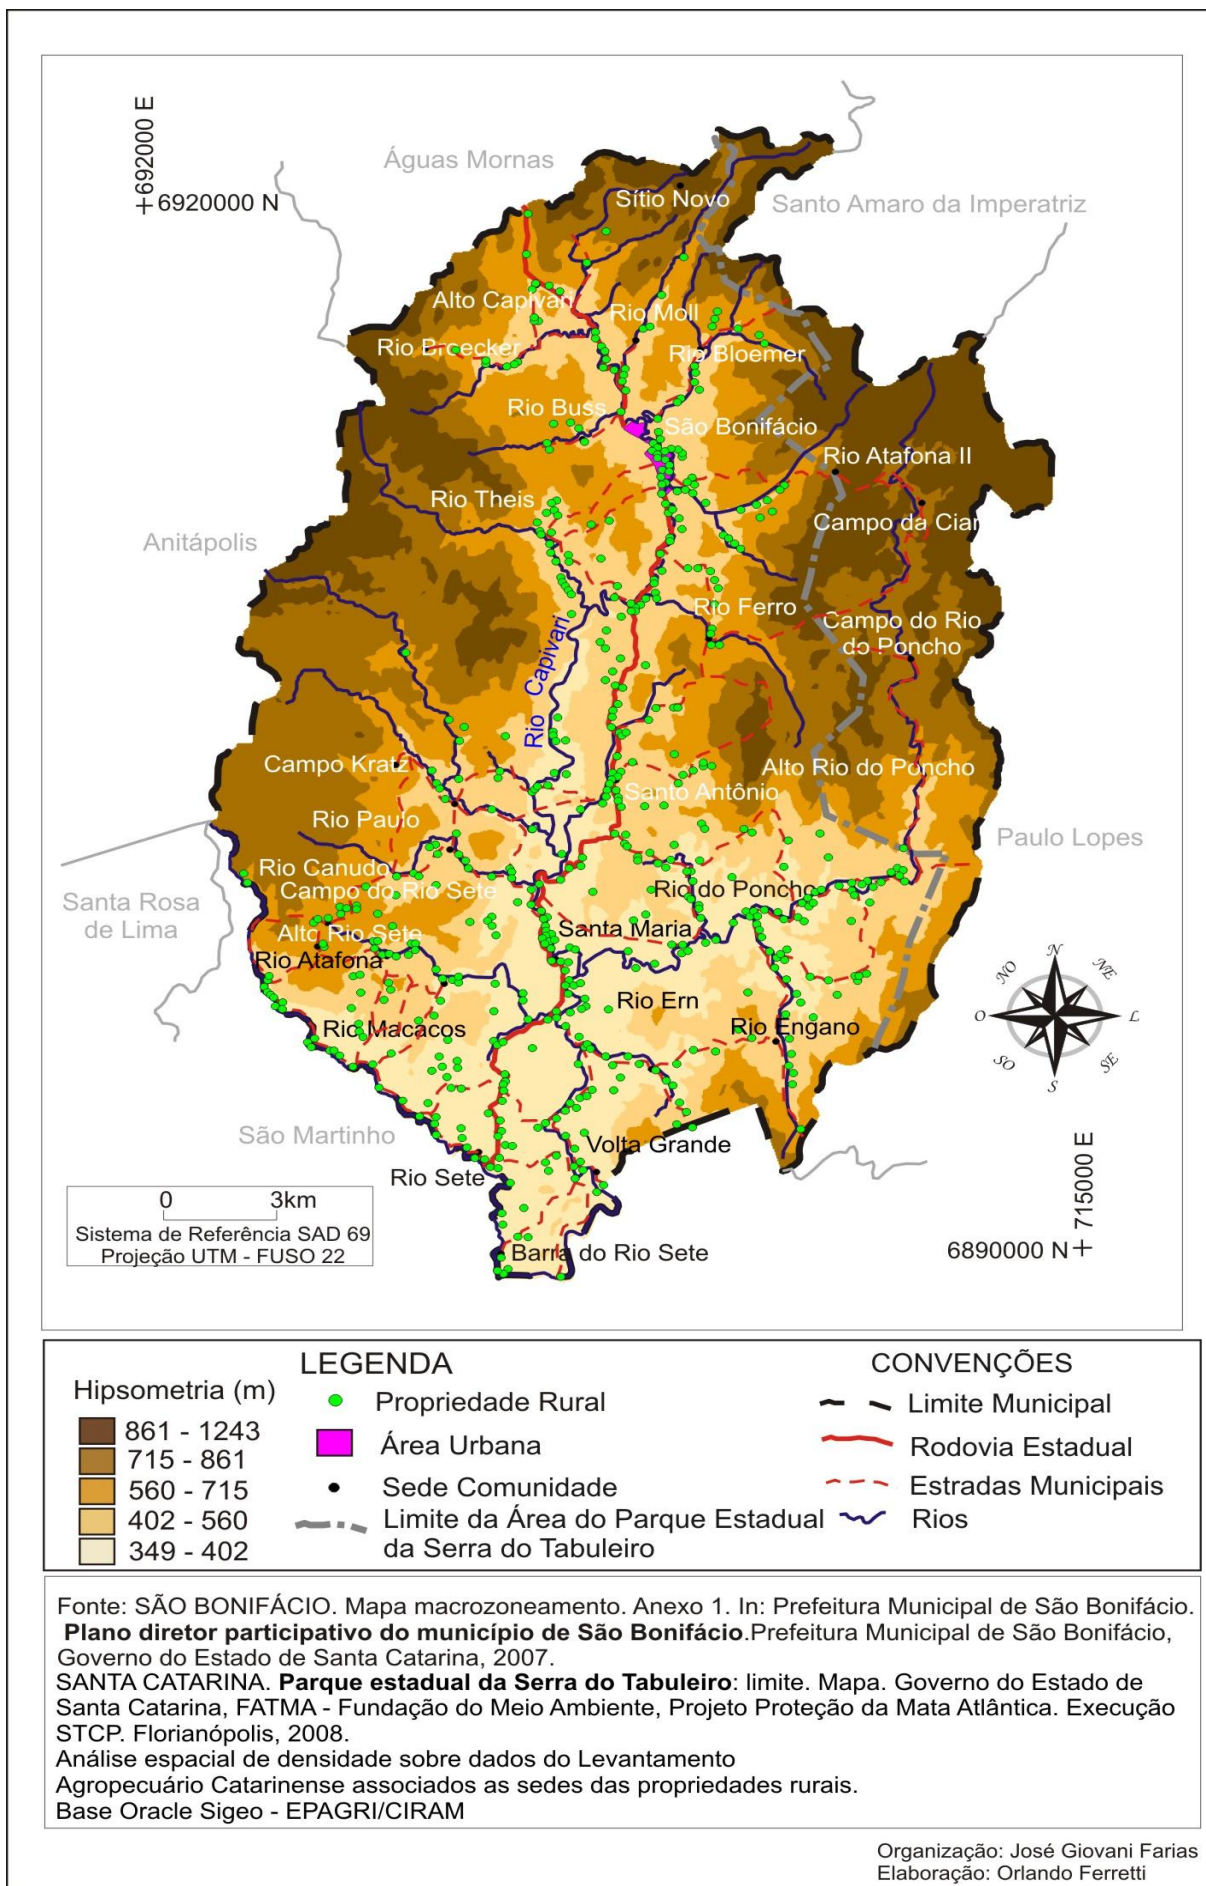 +692000 E
6920000 N
Águas Mornas
Sítio Novo
Santo Amaro da Imperatriz
Alto Capivari
Rio Moll
Rio Broecker
Rio Bloemer
Rio Buss
São Bonifácio
Rio Atafona II
Rio Theis
Campo da Ciar
Anitápolis
Rio Ferro
Campo do Rio
do Poncho
Rio Capivari
Campo Kratz
Alto Rio do Poncho
Santo Antônio
Rio Paulo
Paulo Lopes
Rio Canudo
Campo do Rio Sete
Rio do Poncho
Santa Rosa
de Lima
Alto Rio Sete
Santa Maria
Rio Atafona
Rio Ern
Rio Macacos
Rio Engano
N
NO
NE
O
L
SO
SE
S
São Martinho
Volta Grande
Rio Sete
Barra do Rio Sete
0 3km
Sistema de Referência SAD 69
Projeção UTM - FUSO 22
715000 E
6890000 N+
LEGENDA
CONVENÇÕES
Hipsometria (m)
861 - 1243
715 - 861
560 - 715
402 - 560
349 - 402
Propriedade Rural
Área Urbana
Sede Comunidade
Limite da Área do Parque Estadual
da Serra do Tabuleiro
Limite Municipal
Rodovia Estadual
Estradas Municipais
Rios
Fonte: SÃO BONIFÁCIO. Mapa macrozoneamento. Anexo 1. In: Prefeitura Municipal de São Bonifácio.
Plano diretor participativo do município de São Bonifácio.Prefeitura Municipal de São Bonifácio,
Governo do Estado de Santa Catarina, 2007.
SANTA CATARINA. Parque estadual da Serra do Tabuleiro: limite. Mapa. Governo do Estado de
Santa Catarina, FATMA - Fundação do Meio Ambiente, Projeto Proteção da Mata Atlântica. Execução
STCP. Florianópolis, 2008.
Análise espacial de densidade sobre dados do Levantamento
Agropecuário Catarinense associados as sedes das propriedades rurais.
Base Oracle Sigeo - EPAGRI/CIRAM
Organização: José Giovani Farias
Elaboração: Orlando Ferretti